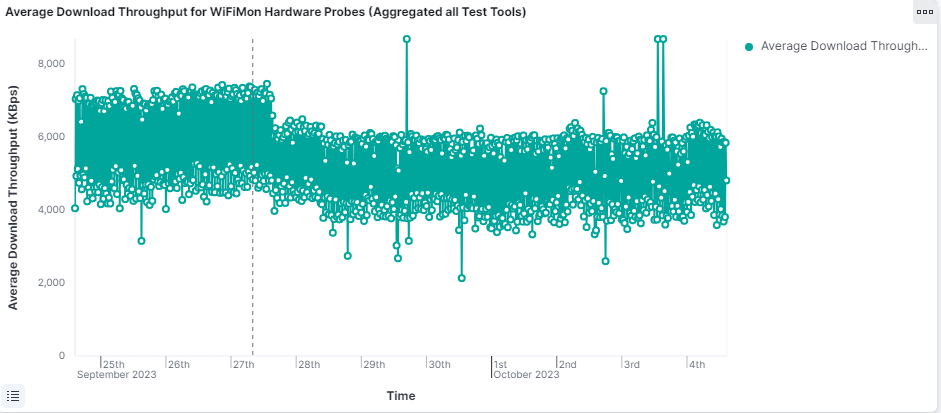 Average Download Throughput for WiFiMon Hardware Probes (Aggregated all Test Tools)
Average Download Through...
Average Download Throughput (KBps)
8,000
6,000
4,000
2,000
0
25th
26th
27th
28th
29th
30th
1st
2nd
3rd
4th
September 2023
October 2023
Time